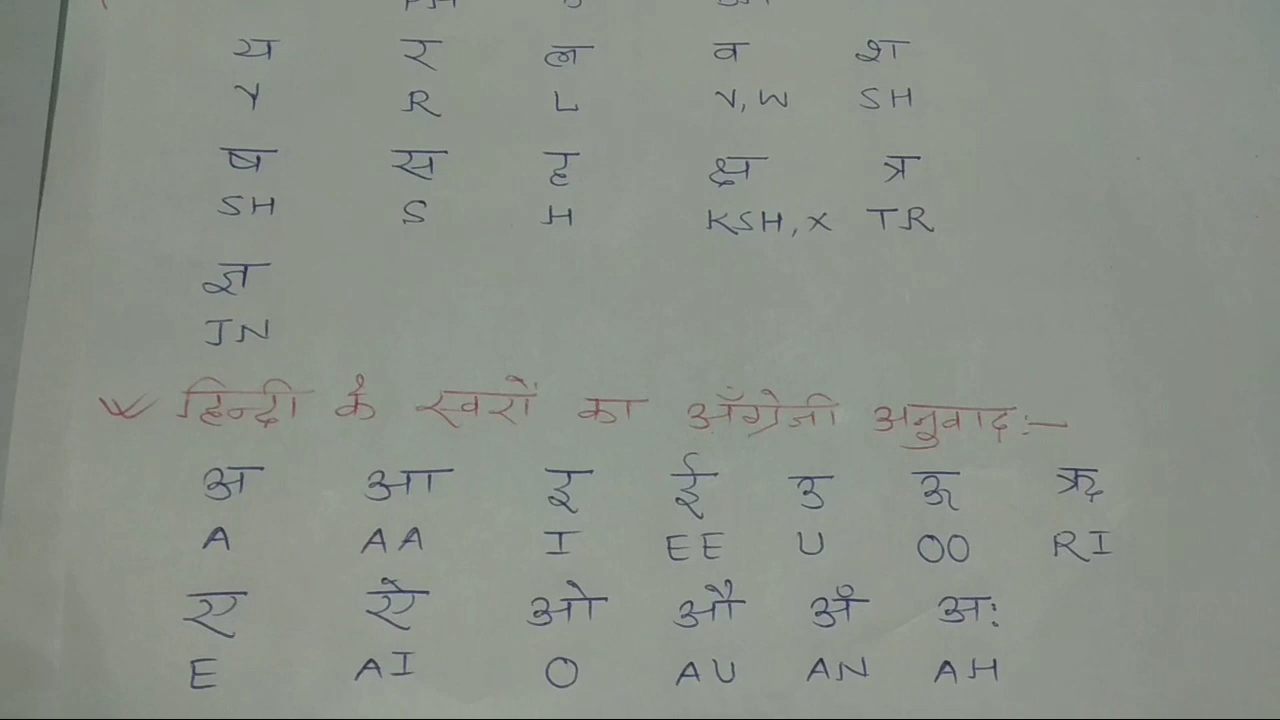 य र ल व श
Y R L V, W SH
ष स ह क्ष त्र
SH S H KSH, X TR
ज्ञ
JN
हिन्दी के स्वरों का अँग्रेजी अनुवाद:-
अ आ इ ई उ ऊ ऋ
A AA I EE U OO RI
ए ऐ ओ औ अँ अः
E AI O AU AN AH